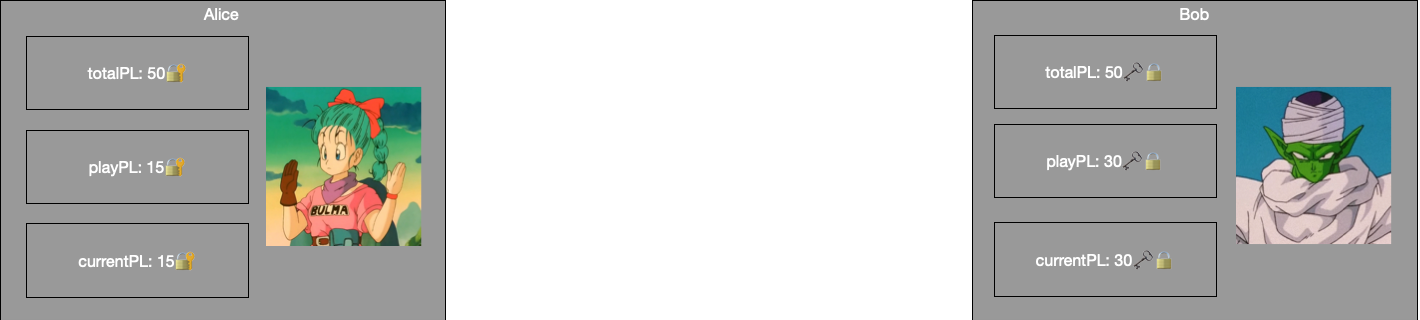 Alice
totalPL: 50🔐
playPL: 15🔐
currentPL: 15🔐
BULMA
Bob
totalPL: 50🗝🔒
playPL: 30🗝🔒
currentPL: 30🗝🔒